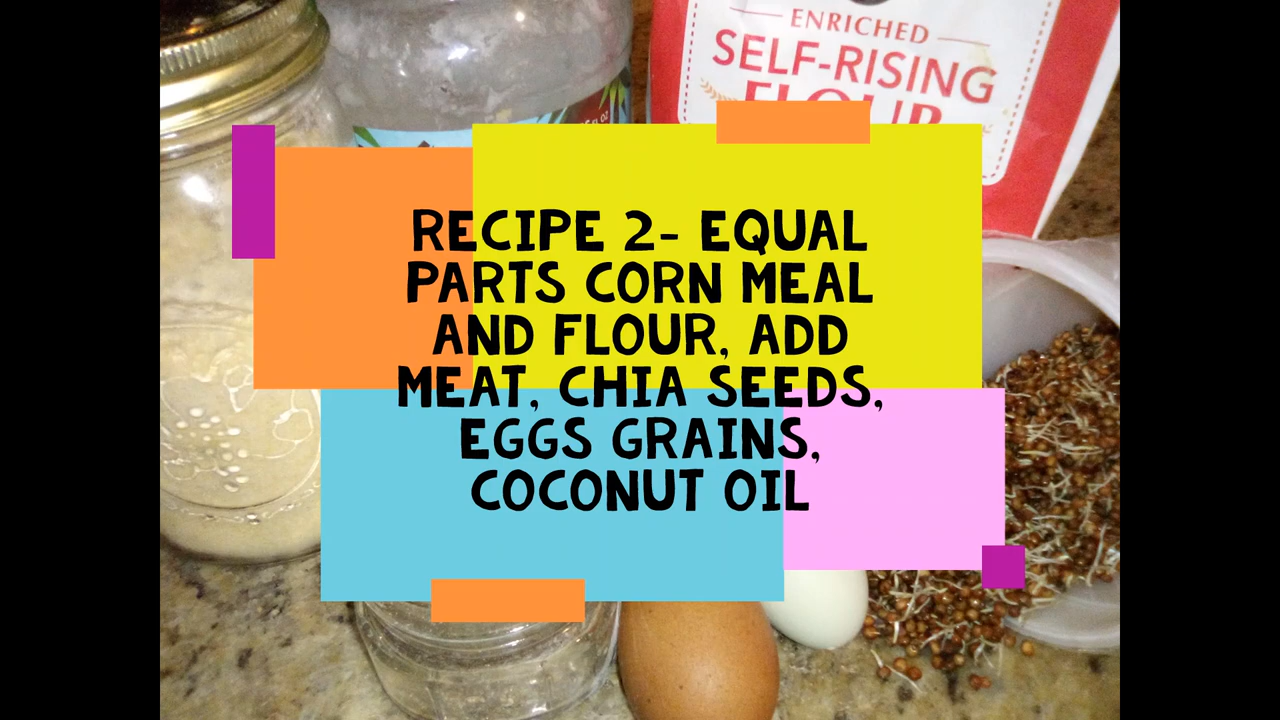 ENRICHED
SELF-RISING
FLOUR
RECIPE 2- EQUAL
PARTS CORN MEAL
AND FLOUR, ADD
MEAT, CHIA SEEDS,
EGGS GRAINS,
COCONUT OIL